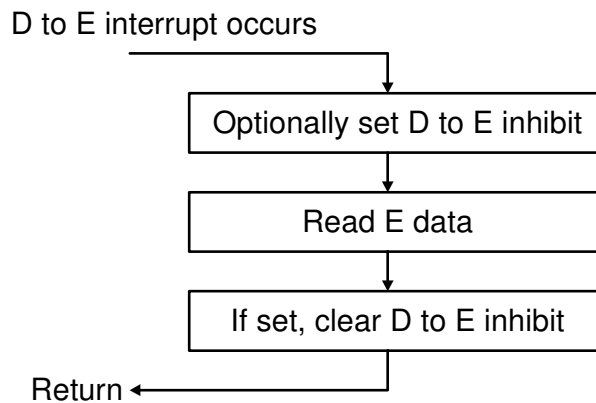 D to E interrupt occurs
Optionally set D to E inhibit
Read E data
If set, clear D to E inhibit
Return